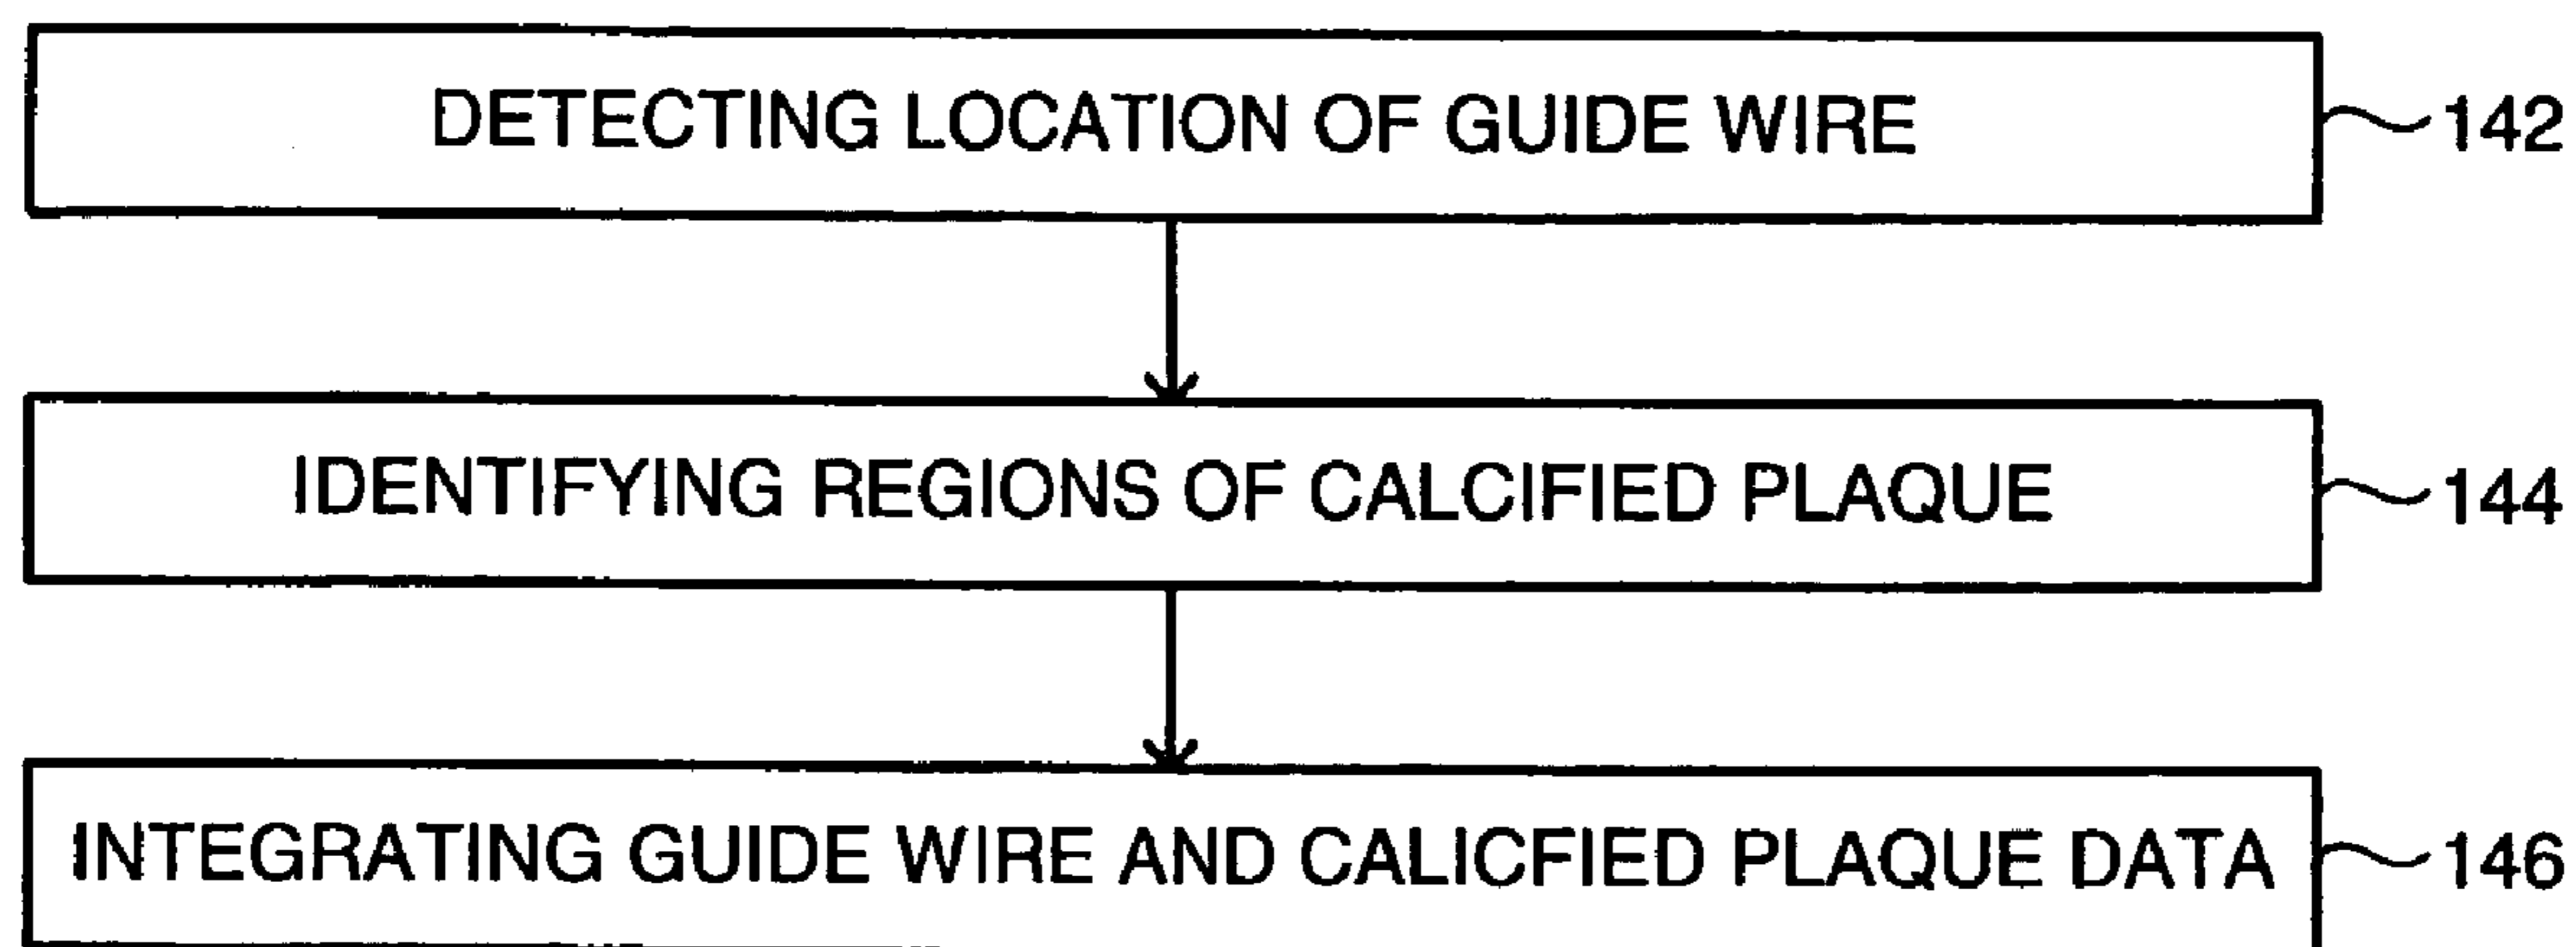 DETECTING LOCATION OF GUIDE WIRE 142
IDENTIFYING REGIONS OF CALCIFIED PLAQUE 144
INTEGRATING GUIDE WIRE AND CALICFIED PLAQUE DATA 146